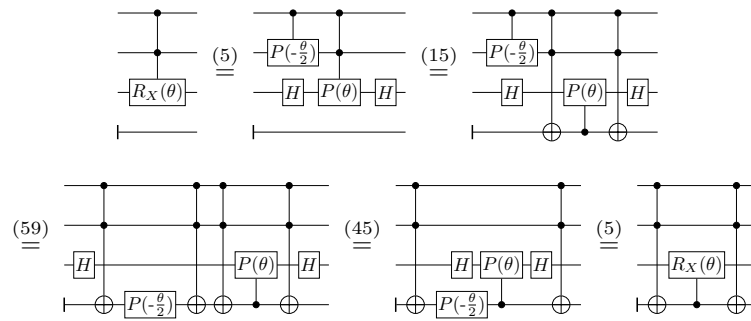 P(-θ/2) P(-θ/2)
(5) (15)
=  =
R_X(θ) H P(θ) H H P(θ) H
(59) (45) (5)
=  =  =
H P(θ) H H P(θ) H R_X(θ)
P(-θ/2) P(-θ/2)